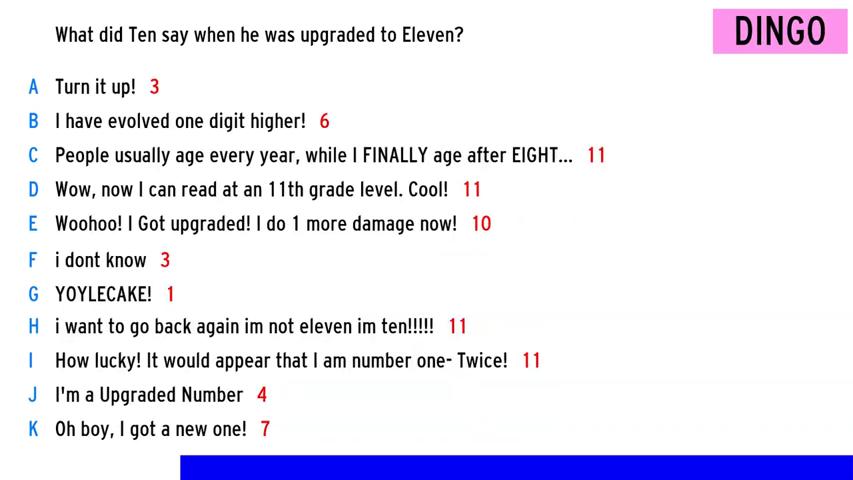 What did Ten say when he was upgraded to Eleven?
DINGO
A Turn it up! 3
B I have evolved one digit higher! 6
C People usually age every year, while I FINALLY age after EIGHT... 11
D Wow, now I can read at an 11th grade level. Cool! 11
E Woohoo! I Got upgraded! I do 1 more damage now! 10
F i dont know 3
G YOYLECAKE! 1
H i want to go back again im not eleven im ten!!!!! 11
I How lucky! It would appear that I am number one- Twice! 11
J I'm a Upgraded Number 4
K Oh boy, I got a new one! 7